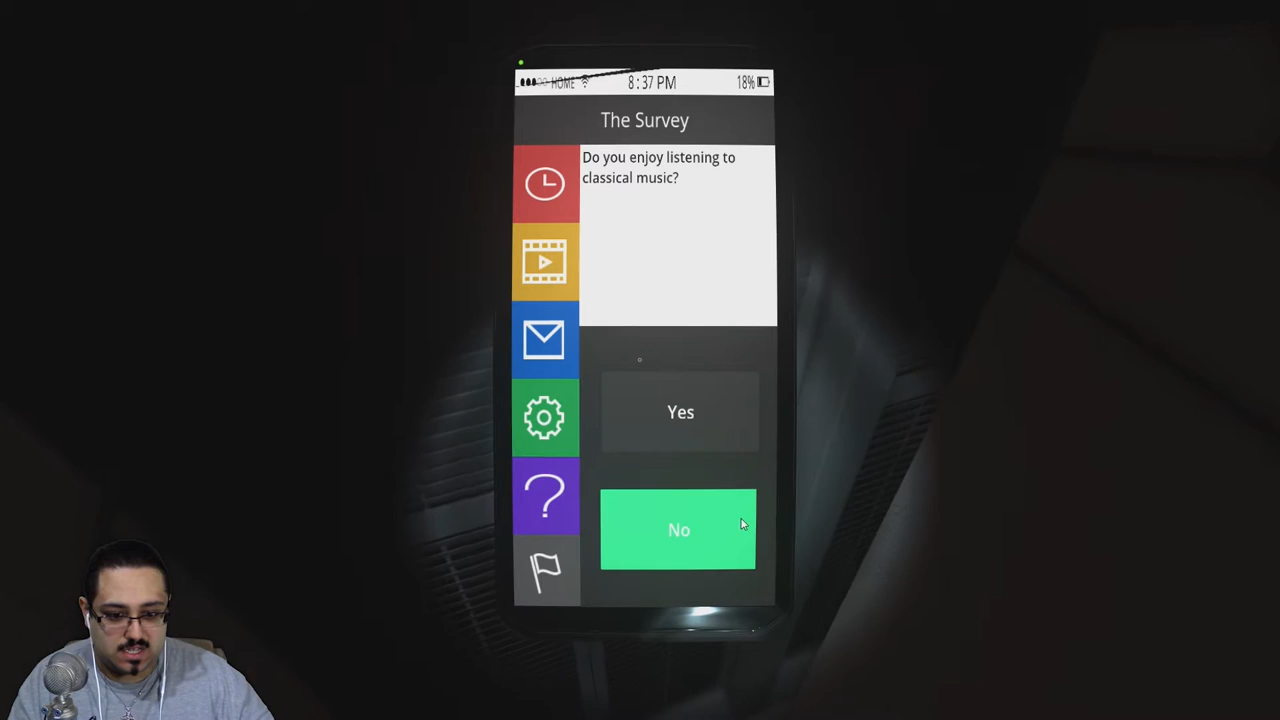 HOME
8:37 PM
18%
The Survey
Do you enjoy listening to
classical music?
Yes
No